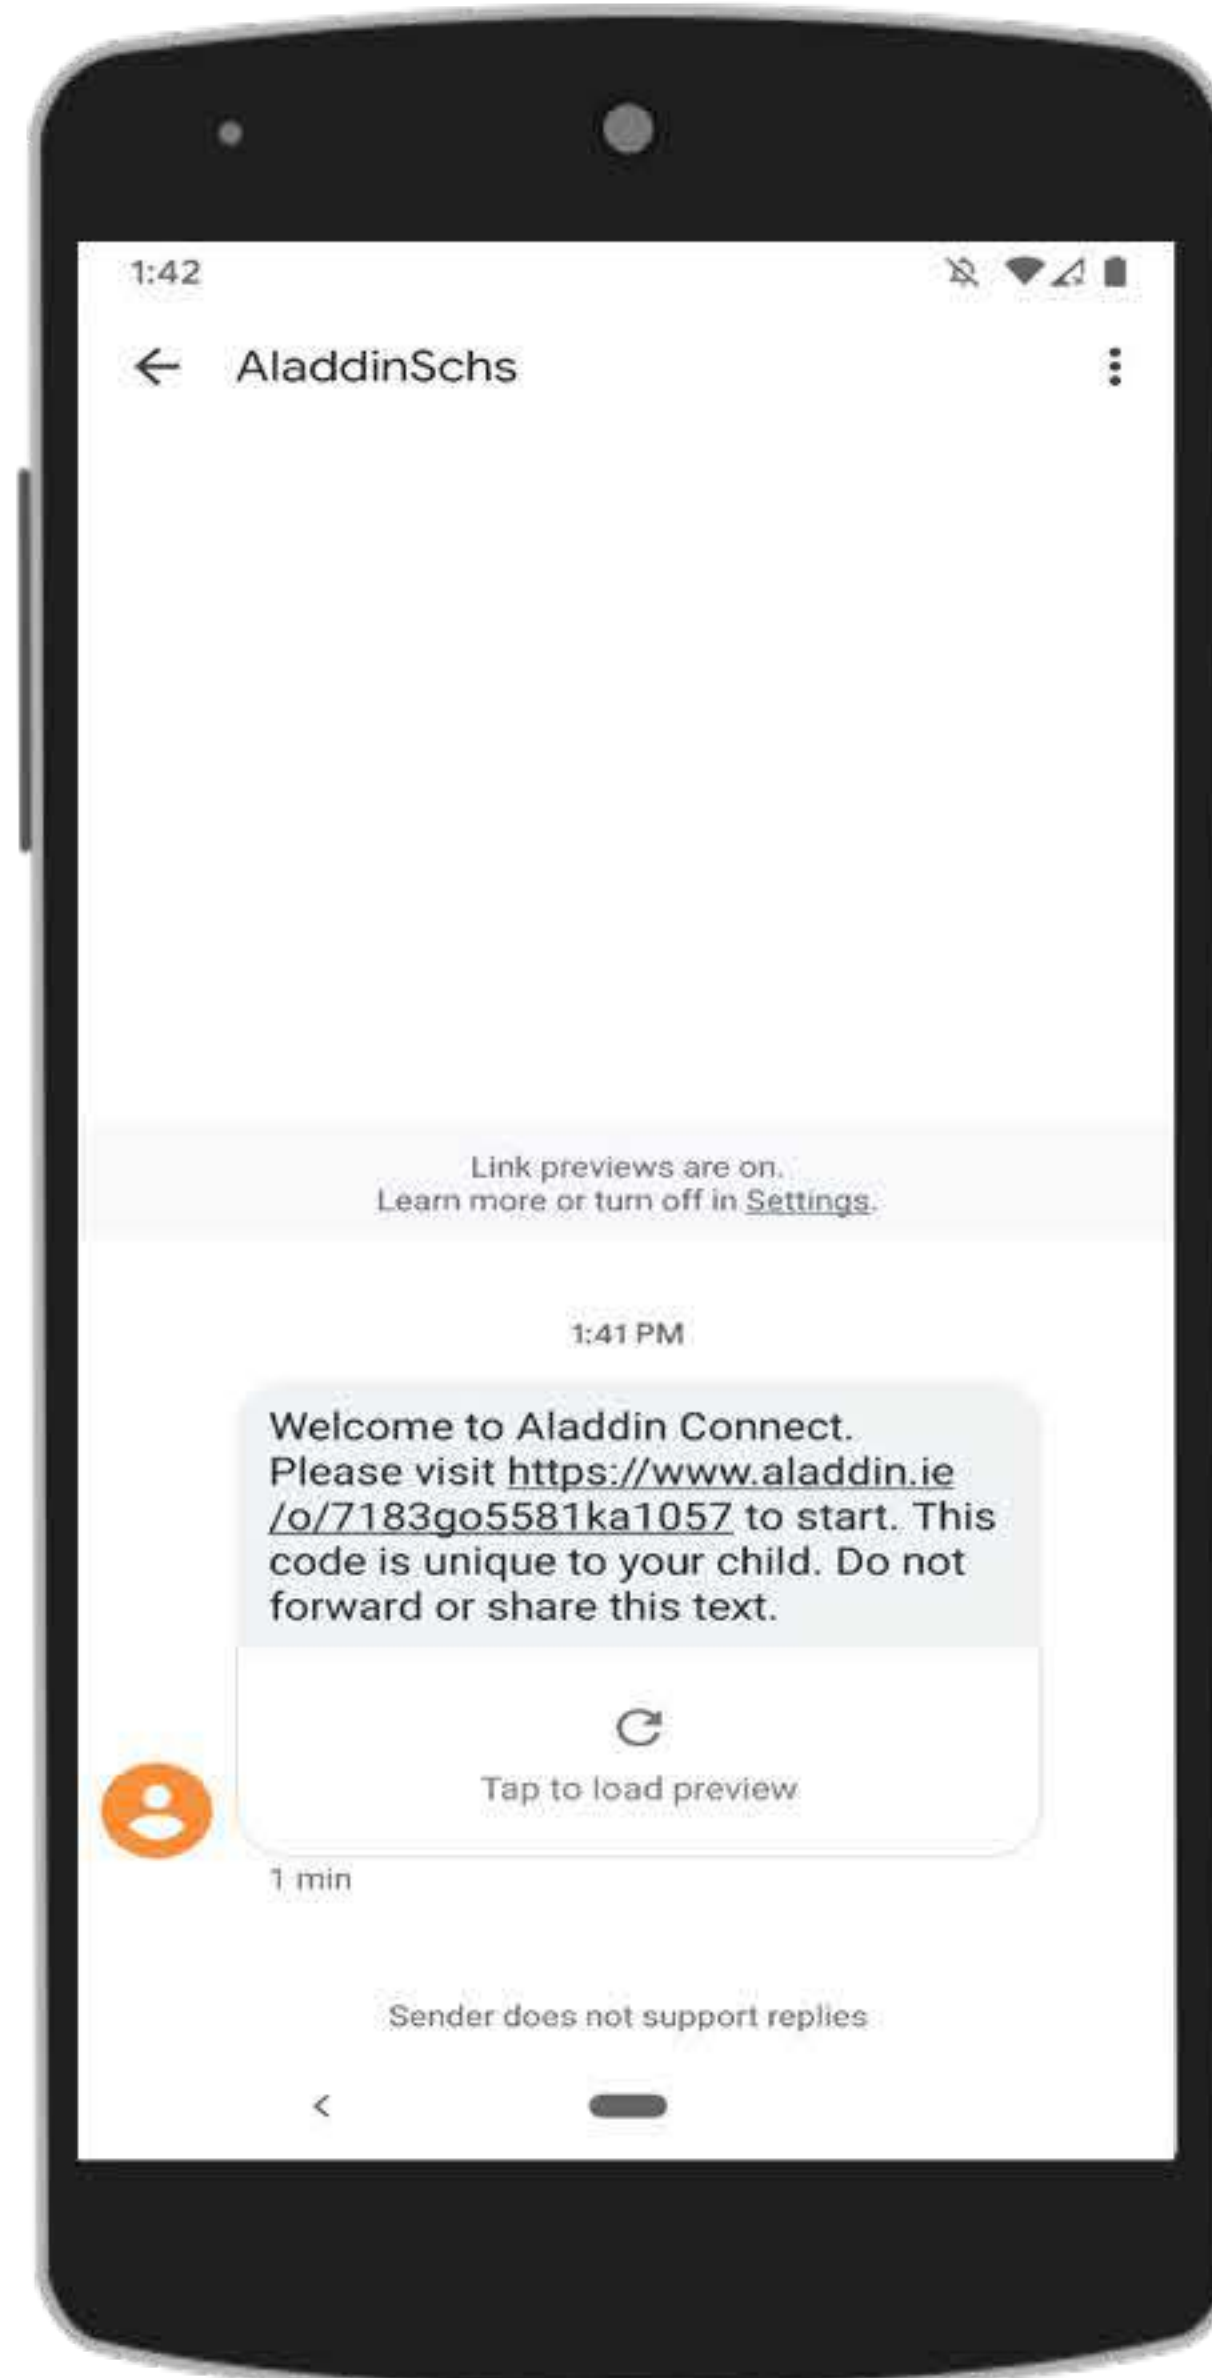 1:42
AladdinSchs
Link previews are on.
Learn more or turn off in Settings.
1:41 PM
Welcome to Aladdin Connect.
Please visit https://www.aladdin.ie
/o/7183go5581ka1057 to start. This
code is unique to your child. Do not
forward or share this text.
Tap to load preview
1 min
Sender does not support replies